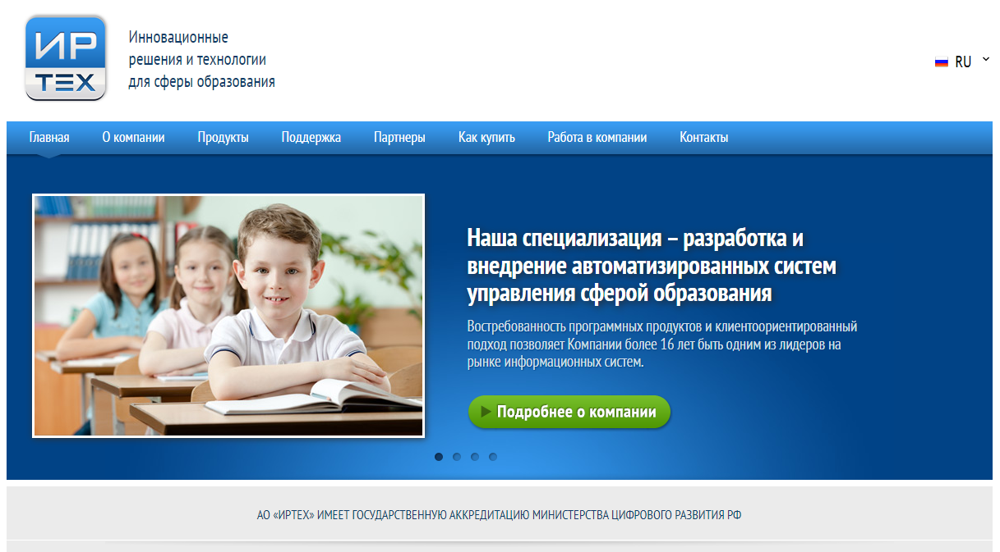 ИР
ТЕХ
Инновационные
решения и технологии
для сферы образования
RU
Главная О компании Продукты Поддержка Партнеры Как купить Работа в компании Контакты
Наша специализация – разработка и
внедрение автоматизированных систем
управления сферой образования
Востребованность программных продуктов и клиентоориентированный
подход позволяет Компании более 16 лет быть одним из лидеров на
рынке информационных систем.
Подробнее о компании
АО «ИРТЕХ» ИМЕЕТ ГОСУДАРСТВЕННУЮ АККРЕДИТАЦИЮ МИНИСТЕРСТВА ЦИФРОВОГО РАЗВИТИЯ РФ